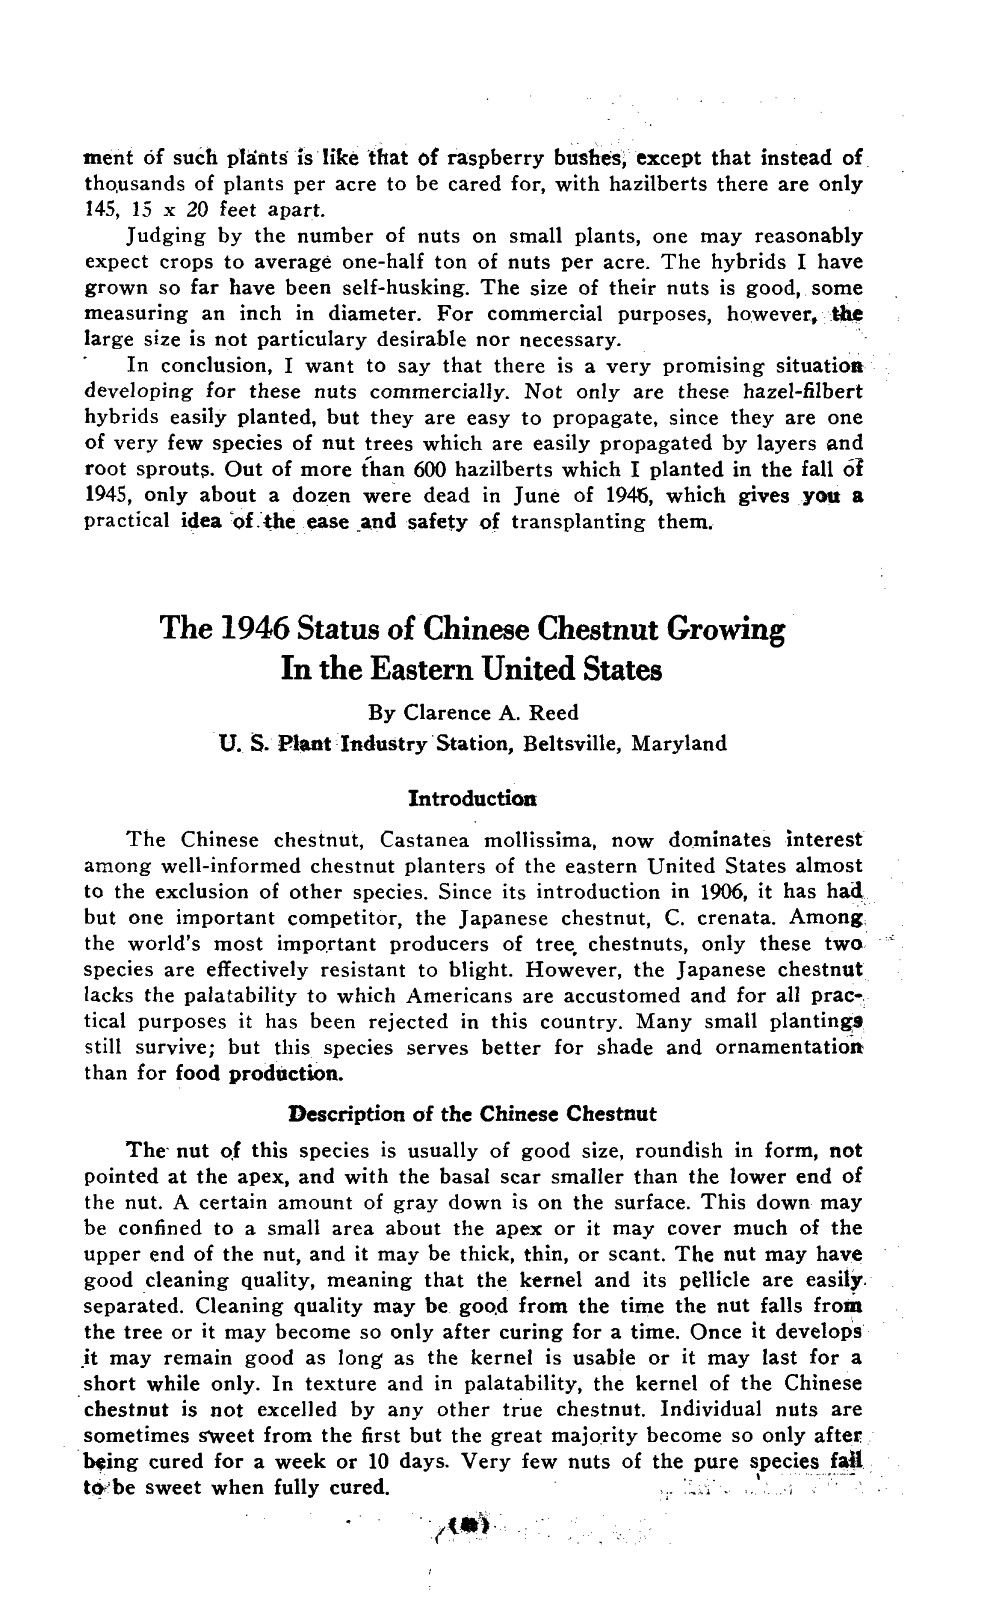 ment of such plants is like that of raspberry bushes, except that instead of
thousands of plants per acre to be cared for, with hazilberts there are only
145, 15 x 20 feet apart.
Judging by the number of nuts on small plants, one may reasonably
expect crops to average one-half ton of nuts per acre. The hybrids I have
grown so far have been self-husking. The size of their nuts is good, some
measuring an inch in diameter. For commercial purposes, however, the
large size is not particulary desirable nor necessary.
In conclusion, I want to say that there is a very promising situation
developing for these nuts commercially. Not only are these hazel-filbert
hybrids easily planted, but they are easy to propagate, since they are one
of very few species of nut trees which are easily propagated by layers and
root sprouts. Out of more than 600 hazilberts which I planted in the fall of
1945, only about a dozen were dead in June of 1946, which gives you a
practical idea of the ease and safety of transplanting them.
The 1946 Status of Chinese Chestnut Growing
In the Eastern United States
By Clarence A. Reed
U. S. Plant Industry Station, Beltsville, Maryland
Introduction
The Chinese chestnut, Castanea mollissima, now dominates interest
among well-informed chestnut planters of the eastern United States almost
to the exclusion of other species. Since its introduction in 1906, it has had
but one important competitor, the Japanese chestnut, C. crenata. Among
the world's most important producers of tree chestnuts, only these two
species are effectively resistant to blight. However, the Japanese chestnut
lacks the palatability to which Americans are accustomed and for all prac-
tical purposes it has been rejected in this country. Many small plantings
still survive; but this species serves better for shade and ornamentation
than for food production.
Description of the Chinese Chestnut
The nut of this species is usually of good size, roundish in form, not
pointed at the apex, and with the basal scar smaller than the lower end of
the nut. A certain amount of gray down is on the surface. This down may
be confined to a small area about the apex or it may cover much of the
upper end of the nut, and it may be thick, thin, or scant. The nut may have
good cleaning quality, meaning that the kernel and its pellicle are easily
separated. Cleaning quality may be good from the time the nut falls from
the tree or it may become so only after curing for a time. Once it develops
it may remain good as long as the kernel is usable or it may last for a
short while only. In texture and in palatability, the kernel of the Chinese
chestnut is not excelled by any other true chestnut. Individual nuts are
sometimes sweet from the first but the great majority become so only after
being cured for a week or 10 days. Very few nuts of the pure species fail
to be sweet when fully cured.